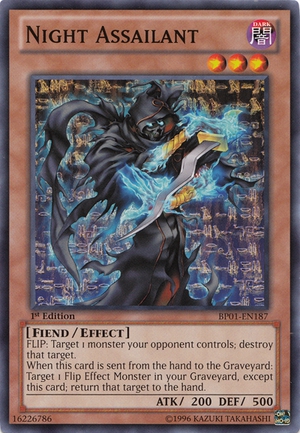 NIGHT ASSAILANT
DARK
闇
1st Edition
BP01-EN187
[FIEND / EFFECT]
FLIP: Target 1 monster your opponent controls; destroy
that target.
When this card is sent from the hand to the Graveyard:
Target 1 Flip Effect Monster in your Graveyard, except
this card; return that target to the hand.
ATK/ 200 DEF/ 500
16226786
©1996 KAZUKI TAKAHASHI